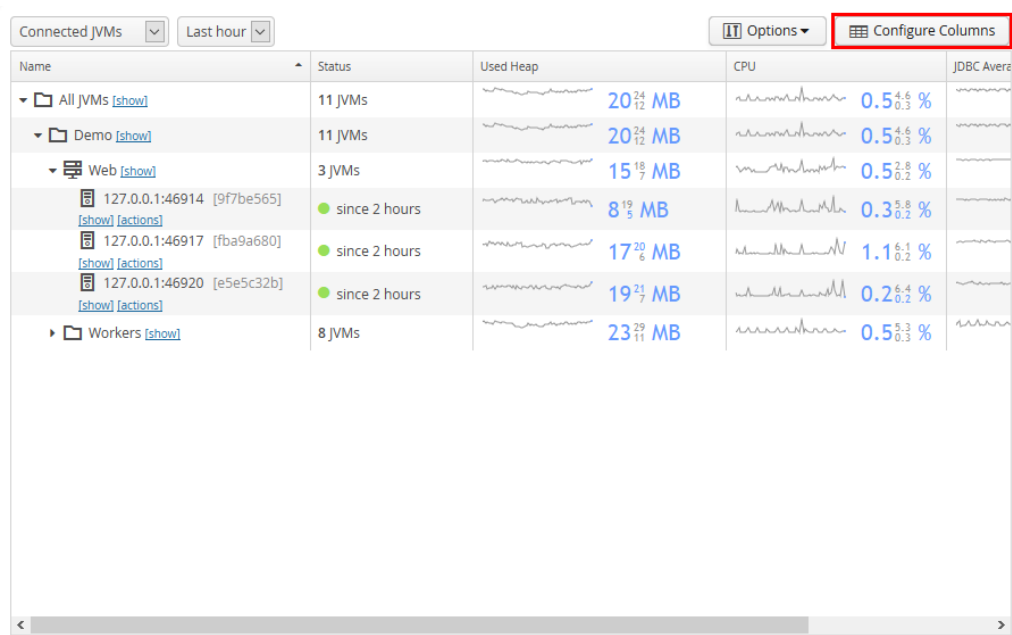 Connected JVMs Last hour Options Configure Columns
Name Status Used Heap CPU JDBC Avera
All JVMs [show] 11 JVMs 20 24 12 MB 0.5 4.6 0.3 %
Demo [show] 11 JVMs 20 24 12 MB 0.5 4.6 0.3 %
Web [show] 3 JVMs 15 18 7 MB 0.5 2.8 0.2 %
127.0.0.1:46914 [9f7be565] since 2 hours 8 19 5 MB 0.3 5.8 0.2 %
[show] [actions]
127.0.0.1:46917 [fba9a680] since 2 hours 17 20 6 MB 1.1 6.1 0.2 %
[show] [actions]
127.0.0.1:46920 [e5e5c32b] since 2 hours 19 21 7 MB 0.2 6.4 0.2 %
[show] [actions]
Workers [show] 8 JVMs 23 29 11 MB 0.5 5.3 0.3 %